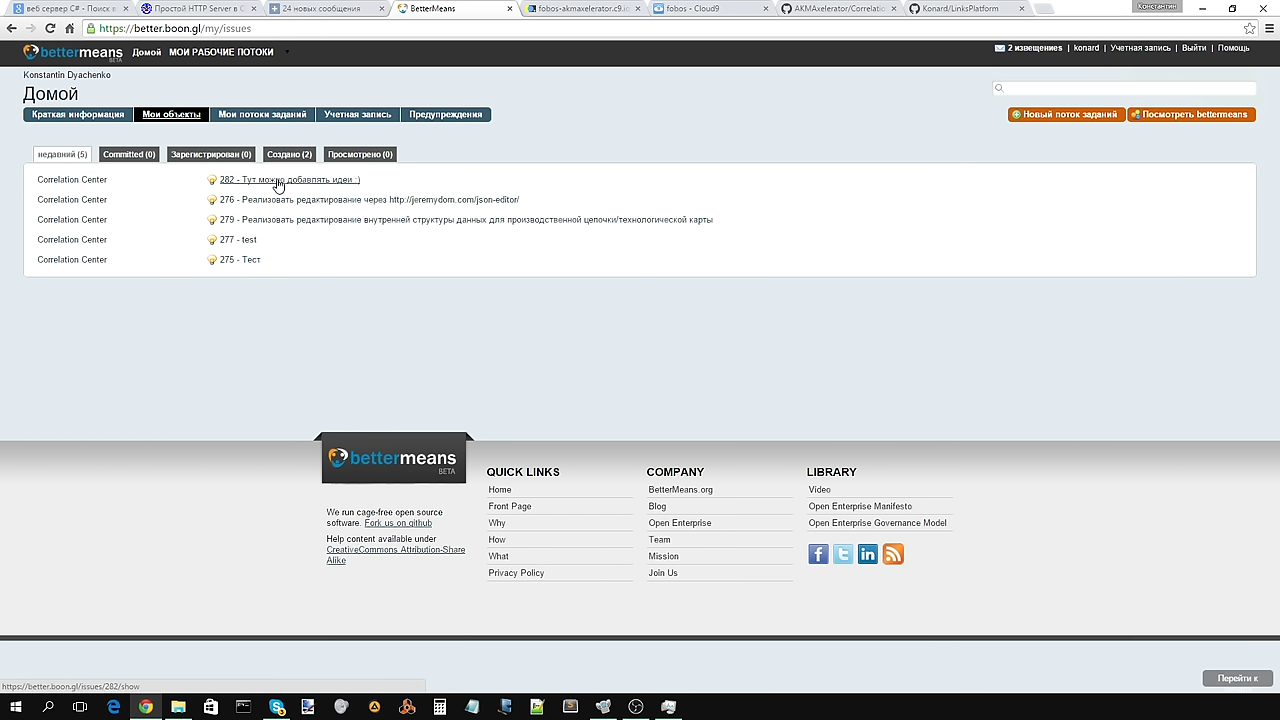 веб сервер C# - Поиск в
Простой HTTP Server в C
24 новых сообщения
BetterMeans
fobos-akmaxelerator.c9.i
fobos - Cloud9
AKMAxelerator/Correlatio
Konard/LinksPlatform
Константин
https://better.boon.gl/my/issues
bettermeans
BETA
Домой
МОИ РАБОЧИЕ ПОТОКИ
2 извещениеs | konard | Учетная запись | Выйти | Помощь
Konstantin Dyachenko
Домой
Краткая информация
Мои объекты
Мои потоки заданий
Учетная запись
Предупреждения
Новый поток заданий
Посмотреть bettermeans
недавний (5)
Committed (0)
Зарегистрирован (0)
Создано (2)
Просмотрено (0)
Correlation Center 282 - Тут можно добавлять идеи :)
Correlation Center 276 - Реализовать редактирование через http://jeremydorn.com/json-editor/
Correlation Center 279 - Реализовать редактирование внутренней структуры данных для производственной цепочки/технологической карты
Correlation Center 277 - test
Correlation Center 275 - Тест
bettermeans
BETA
We run cage-free open source
software. Fork us on github
Help content available under
CreativeCommons Attribution-Share
Alike
QUICK LINKS
Home
Front Page
Why
How
What
Privacy Policy
COMPANY
BetterMeans.org
Blog
Open Enterprise
Team
Mission
Join Us
LIBRARY
Video
Open Enterprise Manifesto
Open Enterprise Governance Model
Перейти к
https://better.boon.gl/issues/282/show